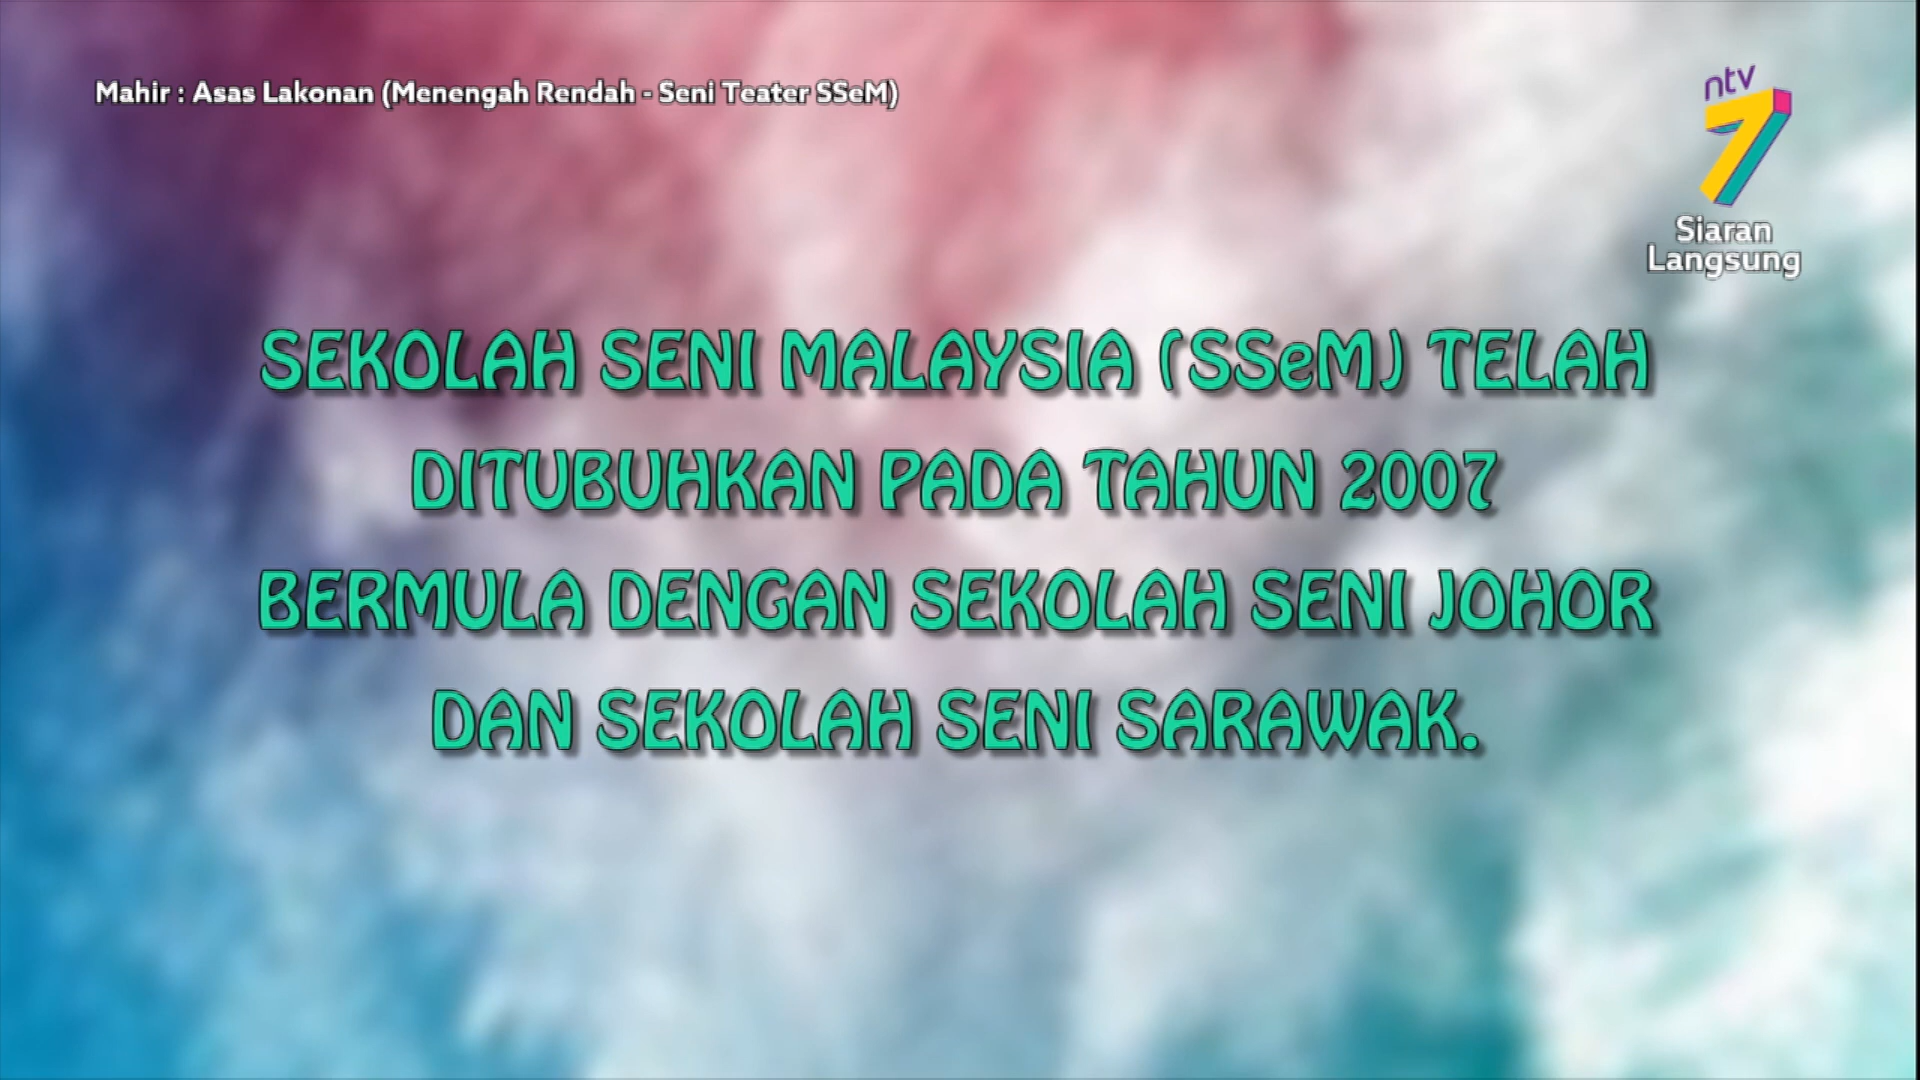 Mahir : Asas Lakonan (Menengah Rendah - Seni Teater SSeM)
ntv
7
Siaran
Langsung
SEKOLAH SENI MALAYSIA (SSeM) TELAH
DITUBUHKAN PADA TAHUN 2007
BERMULA DENGAN SEKOLAH SENI JOHOR
DAN SEKOLAH SENI SARAWAK.